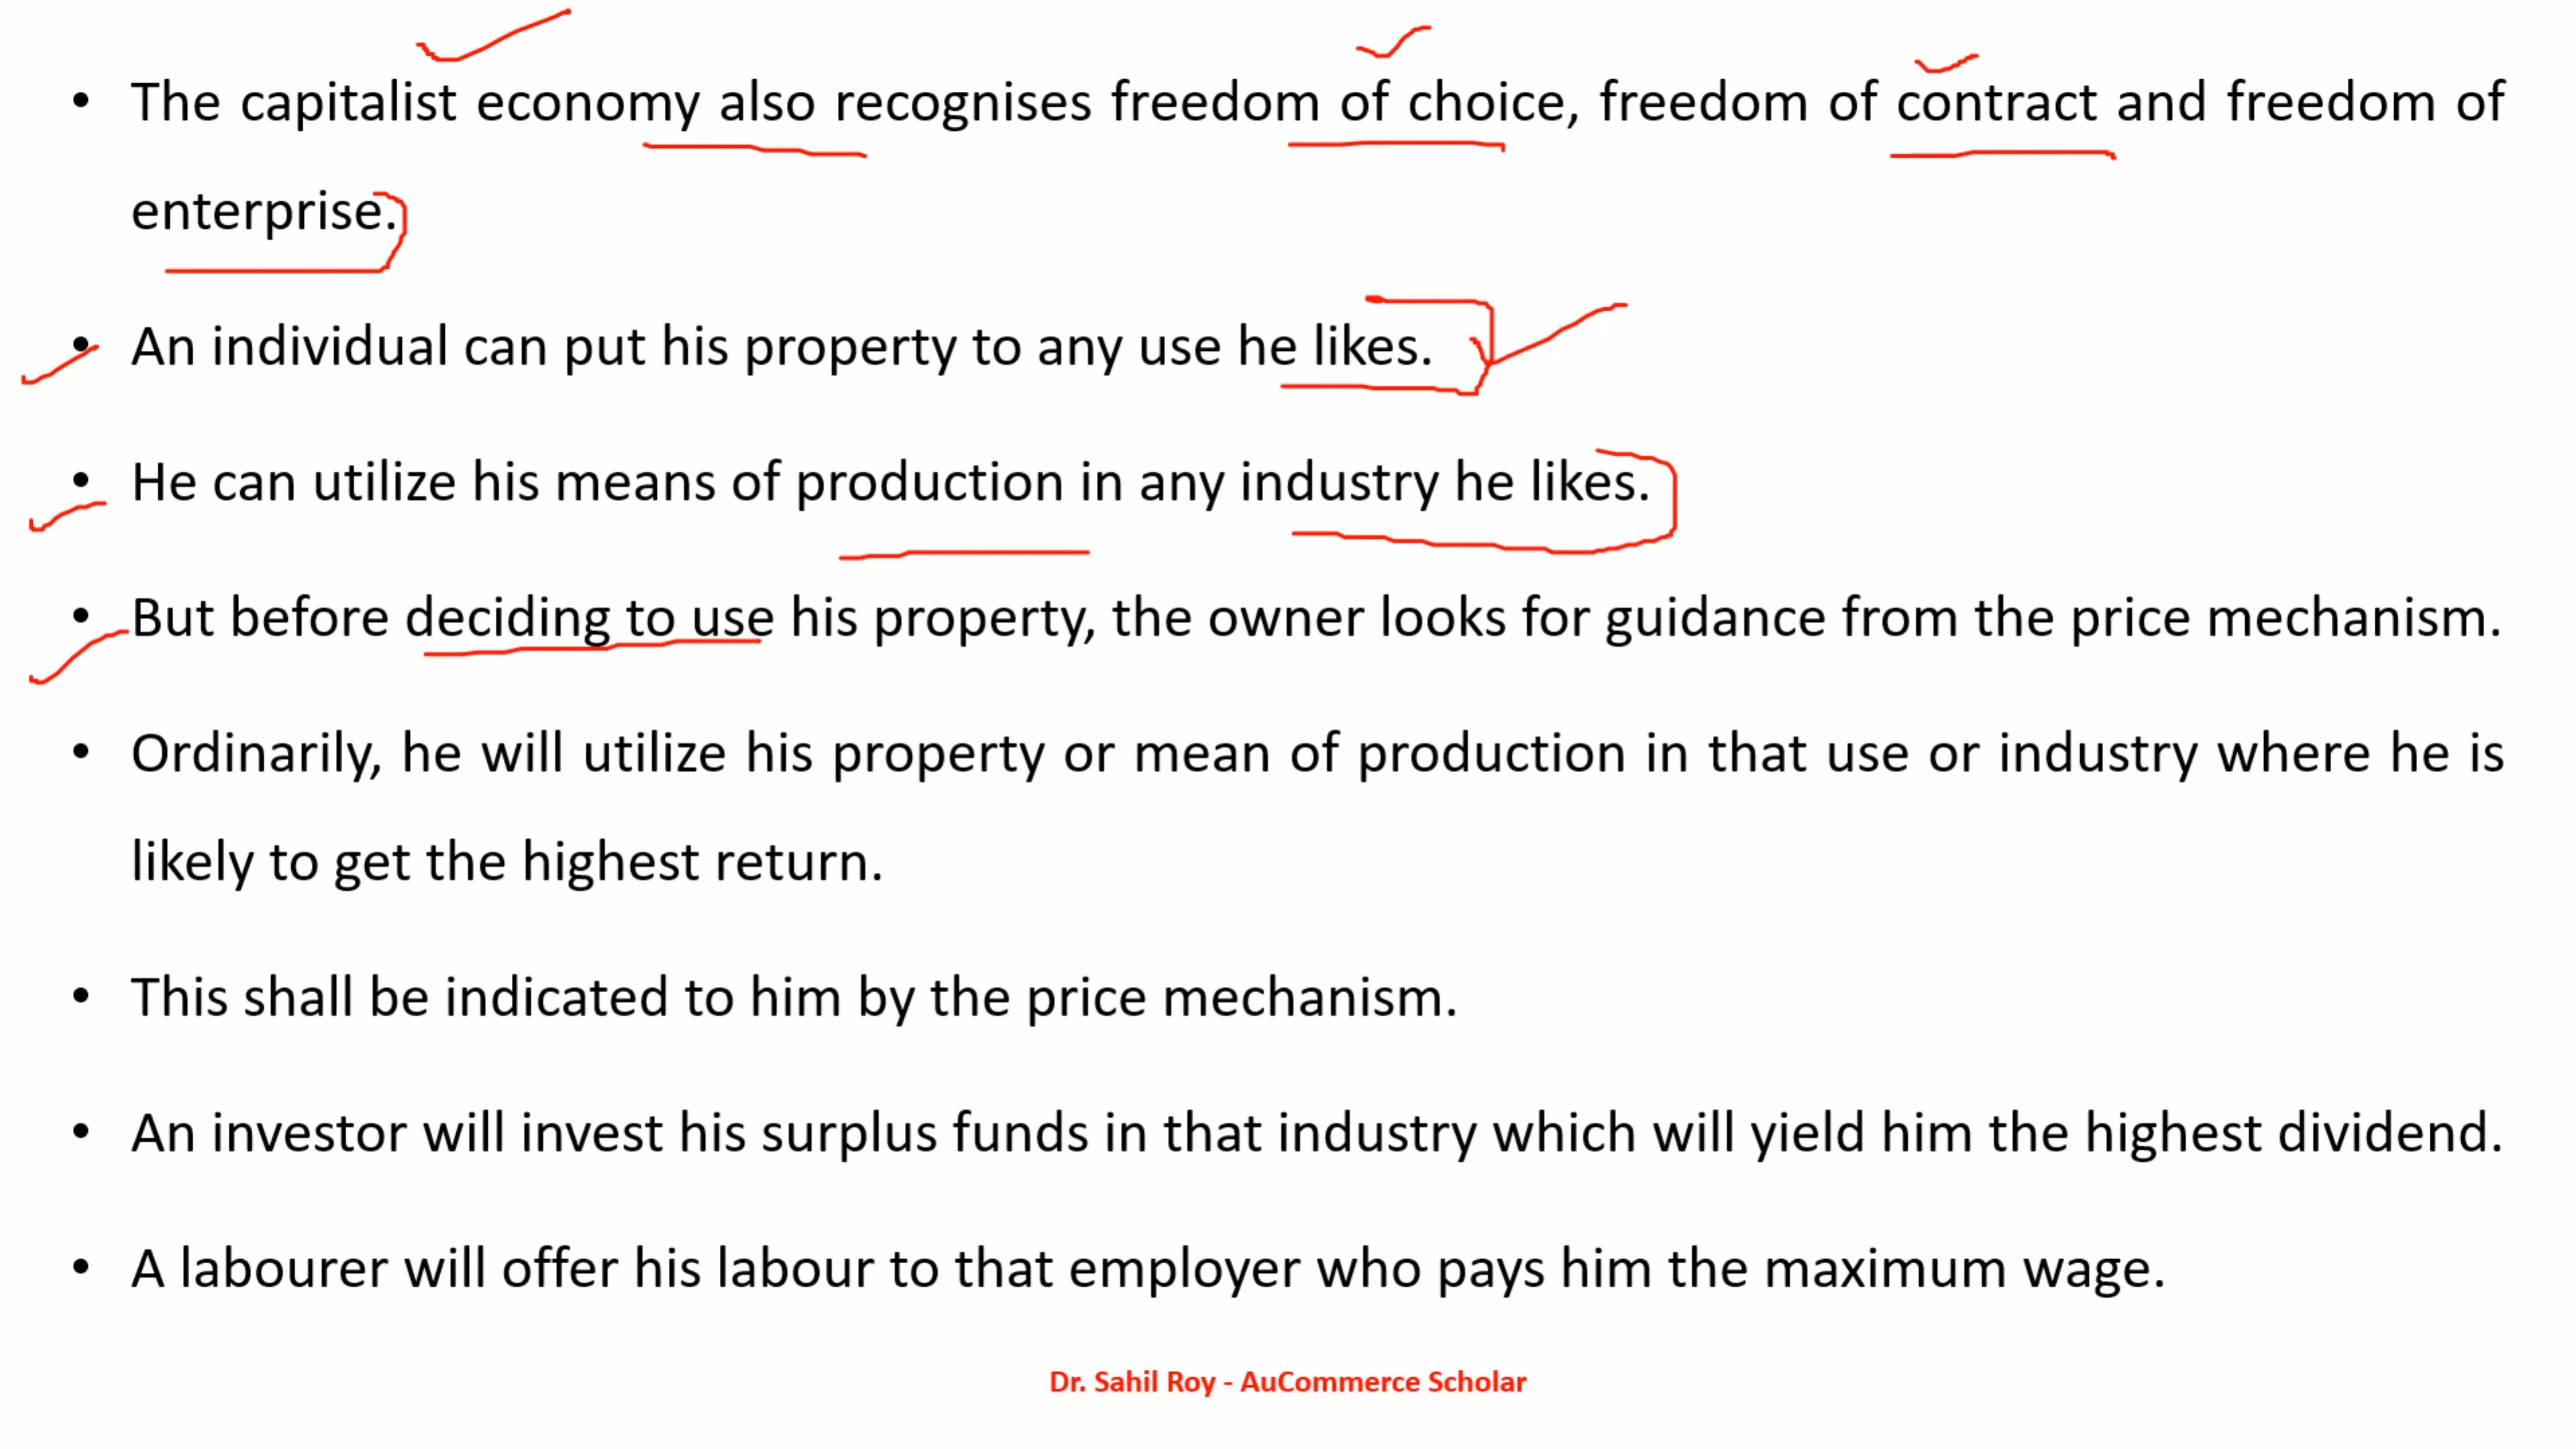 • The capitalist economy also recognises freedom of choice, freedom of contract and freedom of
enterprise.
• An individual can put his property to any use he likes.
• He can utilize his means of production in any industry he likes.
• But before deciding to use his property, the owner looks for guidance from the price mechanism.
• Ordinarily, he will utilize his property or mean of production in that use or industry where he is
likely to get the highest return.
• This shall be indicated to him by the price mechanism.
• An investor will invest his surplus funds in that industry which will yield him the highest dividend.
• A labourer will offer his labour to that employer who pays him the maximum wage.
Dr. Sahil Roy - AuCommerce Scholar